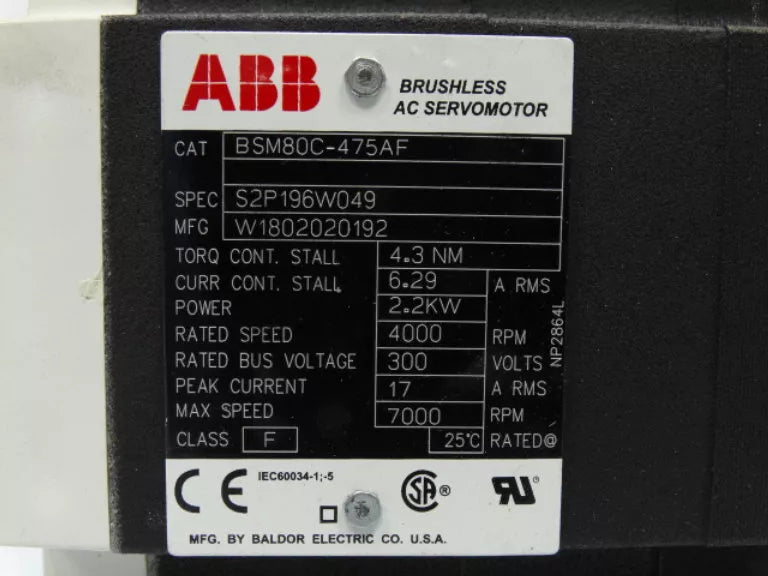 ABB
BRUSHLESS
AC SERVOMOTOR
CAT BSM80C-475AF
SPEC S2P196W049
MFG W1802020192
TORQ CONT. STALL 4.3 NM
CURR CONT. STALL 6.29 A RMS
POWER 2.2KW
RATED SPEED 4000 RPM
RATED BUS VOLTAGE 300 VOLTS
PEAK CURRENT 17 A RMS
MAX SPEED 7000 RPM
CLASS F 25°C RATED@
NP2864L
CE IEC60034-1;-5 SA® RU
MFG. BY BALDOR ELECTRIC CO. U.S.A.